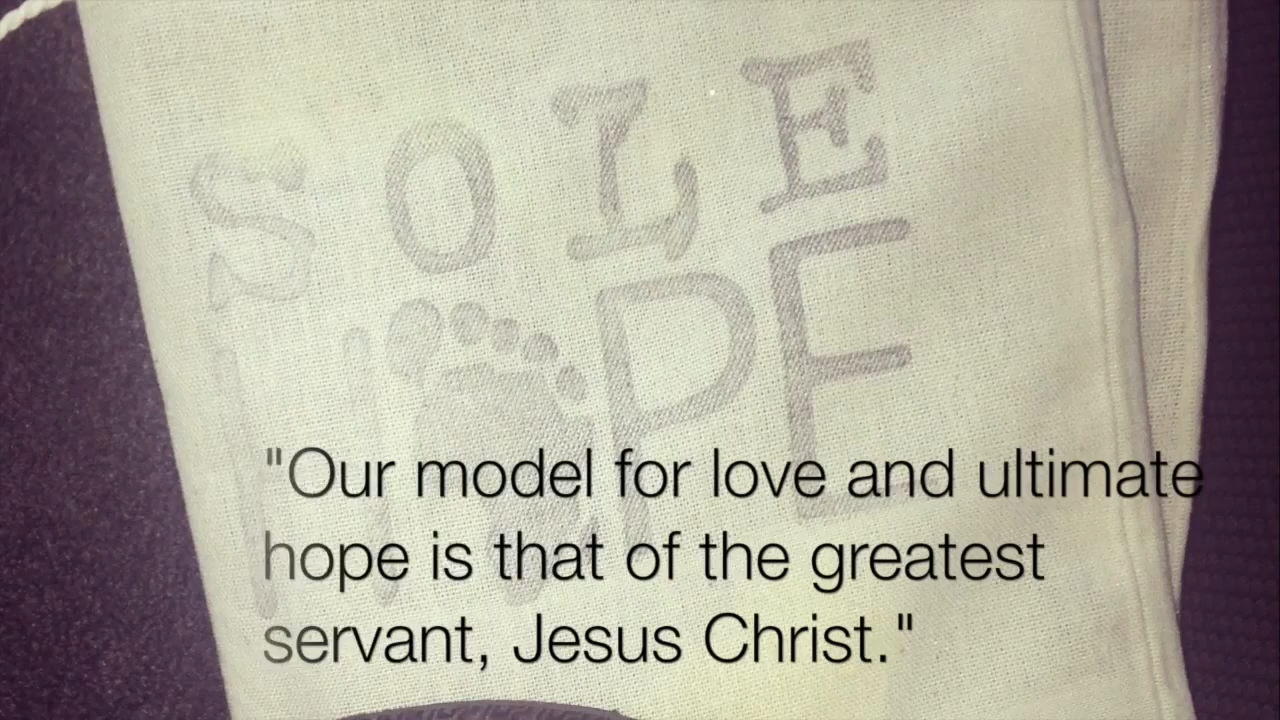 SOLE
HOPE
"Our model for love and ultimate
hope is that of the greatest
servant, Jesus Christ."